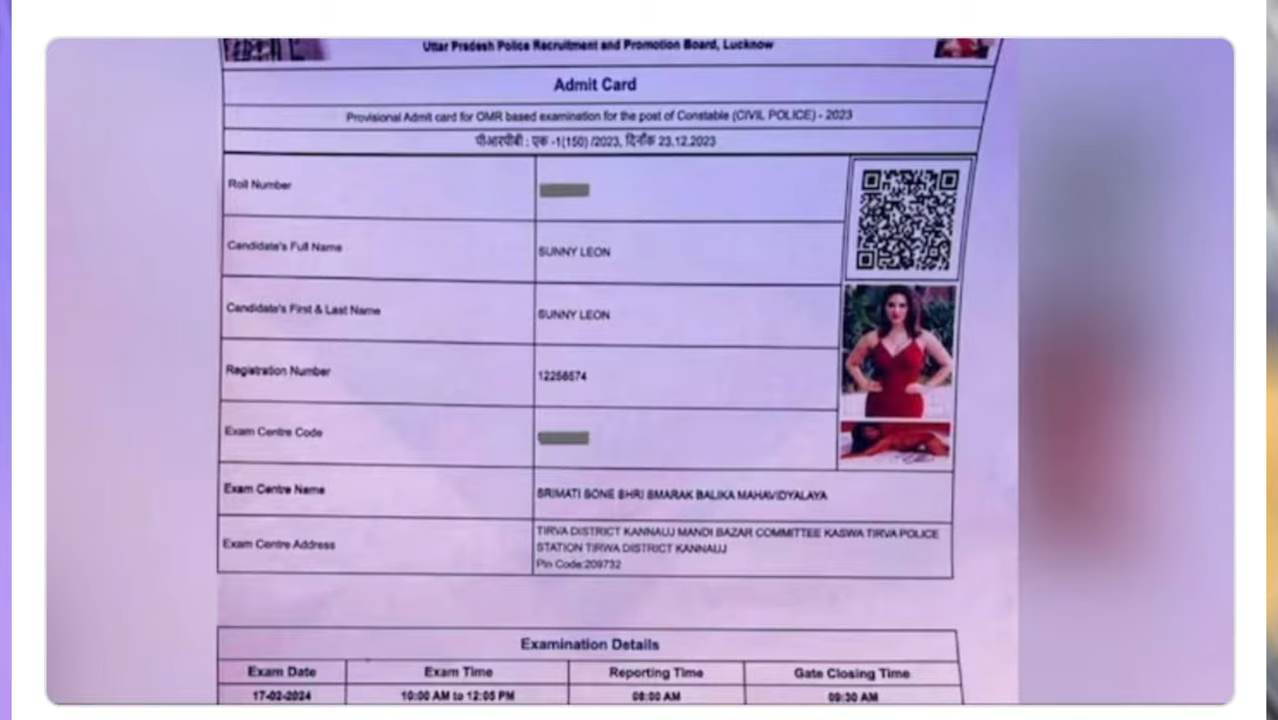 Uttar Pradesh Police Recruitment and Promotion Board, Lucknow
Admit Card
Provisional Admit card for OMR based examination for the post of Constable (CIVIL POLICE) - 2023
पीआरपीबी : एक -1(150) /2023, दिनाँक 23.12.2023
Roll Number
Candidate's Full Name SUNNY LEON
Candidate's First & Last Name SUNNY LEON
Registration Number 12258574
Exam Centre Code
Exam Centre Name SRIMATI SONE SHRI SMARAK BALIKA MAHAVIDYALAYA
Exam Centre Address TIRVA DISTRICT KANNAUJ MANDI BAZAR COMMITTEE KASWA TIRVA POLICE
STATION TIRWA DISTRICT KANNAUJ
Pin Code:209732
Examination Details
Exam Date Exam Time Reporting Time Gate Closing Time
17-02-2024 10:00 AM to 12:05 PM 08:00 AM 09:30 AM